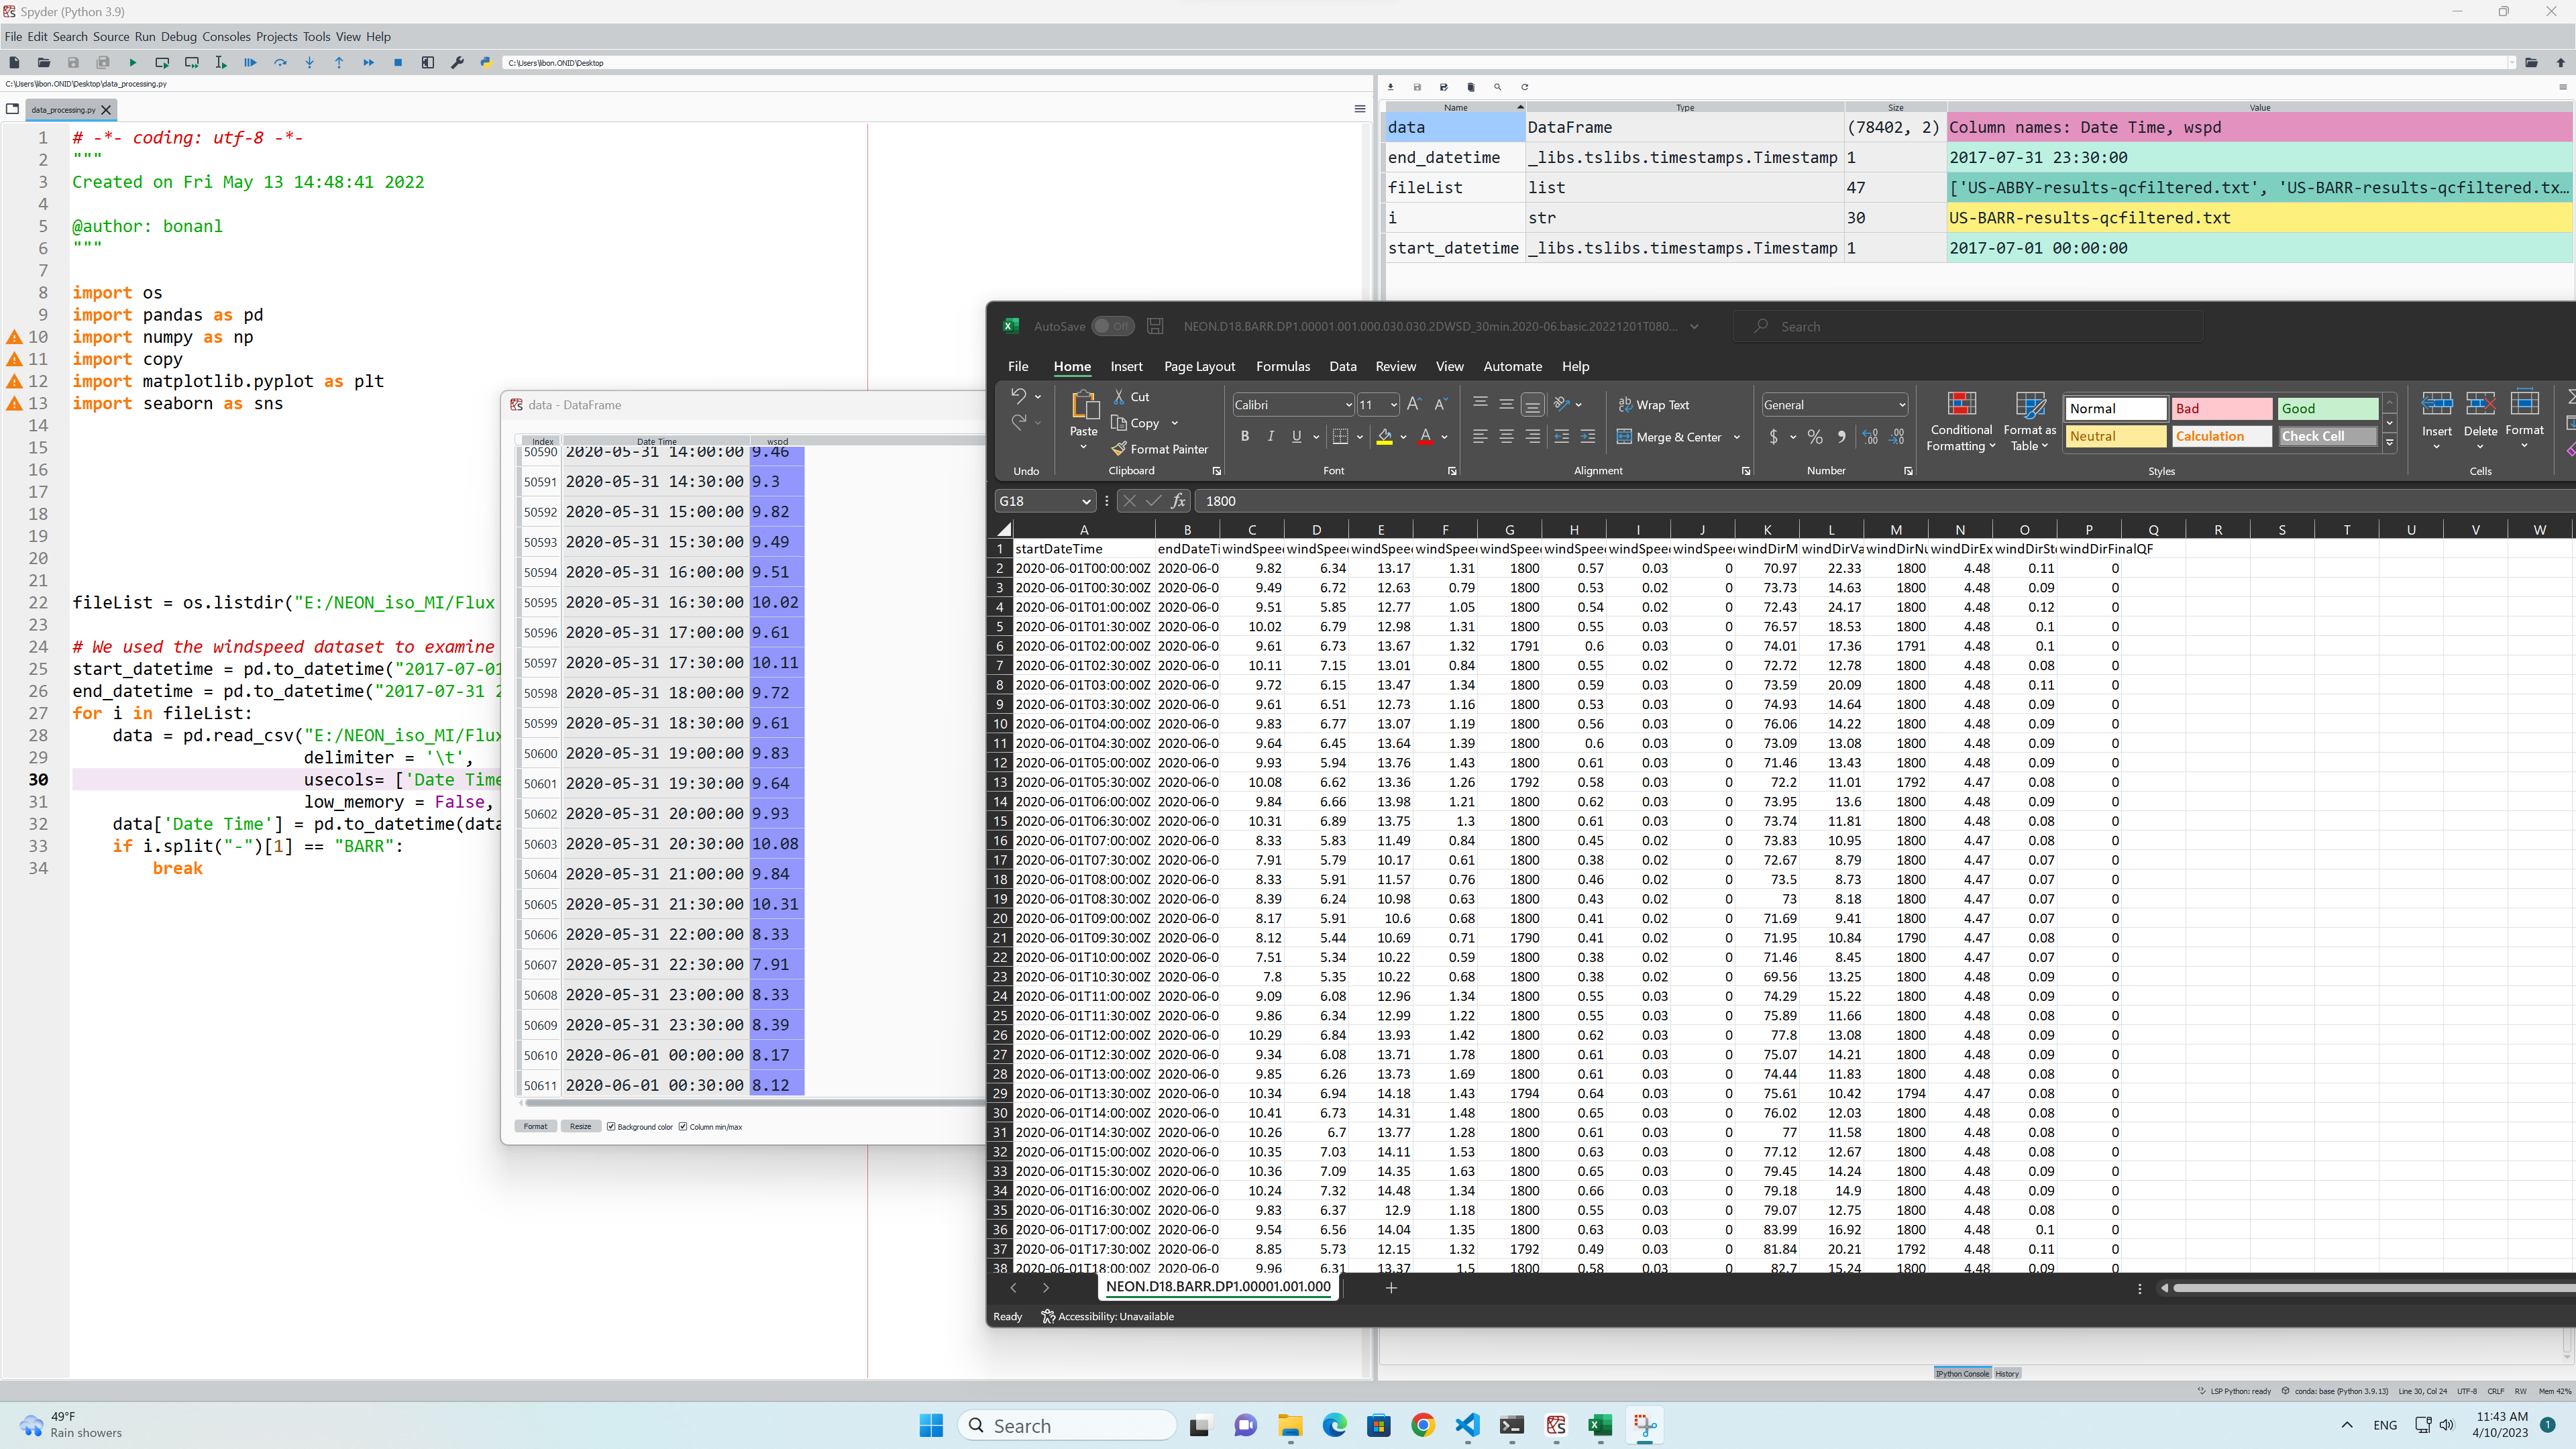 Spyder (Python 3.9)
File Edit Search Source Run Debug Consoles Projects Tools View Help
C:\Users\libon.ONID\Desktop
C:\Users\libon.ONID\Desktop\data_processing.py
data_processing.py
1 # -*- coding: utf-8 -*-
2 """
3 Created on Fri May 13 14:48:41 2022
4
5 @author: bonanl
6 """
7
8 import os
9 import pandas as pd
10 import numpy as np
11 import copy
12 import matplotlib.pyplot as plt
13 import seaborn as sns
14
15
16
17
18
19
20
21
22 fileList = os.listdir("E:/NEON_iso_MI/Flux
23
24 # We used the windspeed dataset to examine
25 start_datetime = pd.to_datetime("2017-07-01
26 end_datetime = pd.to_datetime("2017-07-31 2
27 for i in fileList:
28 data = pd.read_csv("E:/NEON_iso_MI/Flux
29 delimiter = '\t',
30 usecols= ['Date Time
31 low_memory = False,
32 data['Date Time'] = pd.to_datetime(data
33 if i.split("-")[1] == "BARR":
34 break
Name Type Size Value
data DataFrame (78402, 2) Column names: Date Time, wspd
end_datetime _libs.tslibs.timestamps.Timestamp 1 2017-07-31 23:30:00
fileList list 47 ['US-ABBY-results-qcfiltered.txt', 'US-BARR-results-qcfiltered.tx…
i str 30 US-BARR-results-qcfiltered.txt
start_datetime _libs.tslibs.timestamps.Timestamp 1 2017-07-01 00:00:00
data - DataFrame
Index Date Time wspd
50590 2020-05-31 14:00:00 9.46
50591 2020-05-31 14:30:00 9.3
50592 2020-05-31 15:00:00 9.82
50593 2020-05-31 15:30:00 9.49
50594 2020-05-31 16:00:00 9.51
50595 2020-05-31 16:30:00 10.02
50596 2020-05-31 17:00:00 9.61
50597 2020-05-31 17:30:00 10.11
50598 2020-05-31 18:00:00 9.72
50599 2020-05-31 18:30:00 9.61
50600 2020-05-31 19:00:00 9.83
50601 2020-05-31 19:30:00 9.64
50602 2020-05-31 20:00:00 9.93
50603 2020-05-31 20:30:00 10.08
50604 2020-05-31 21:00:00 9.84
50605 2020-05-31 21:30:00 10.31
50606 2020-05-31 22:00:00 8.33
50607 2020-05-31 22:30:00 7.91
50608 2020-05-31 23:00:00 8.33
50609 2020-05-31 23:30:00 8.39
50610 2020-06-01 00:00:00 8.17
50611 2020-06-01 00:30:00 8.12
Format Resize Background color Column min/max
AutoSave Off NEON.D18.BARR.DP1.00001.001.000.030.030.2DWSD_30min.2020-06.basic.20221201T080... Search
File Home Insert Page Layout Formulas Data Review View Automate Help
Paste Cut Copy Format Painter
Calibri 11 B I U
Wrap Text Merge & Center
General $ % 9
Conditional Formatting Format as Table
Normal Bad Good
Neutral Calculation Check Cell
Insert Delete Format
Undo Clipboard Font Alignment Number Styles Cells
G18 fx 1800
A B C D E F G H I J K L M N O P Q R S T U V W
1 startDateTime endDateTi windSpeed windSpeed windSpeed windSpeed windSpeed windSpeed windSpeed windSpeed windDirM windDirVa windDirNu windDirEx windDirSt windDirFinalQF
2 2020-06-01T00:00:00Z 2020-06-0 9.82 6.34 13.17 1.31 1800 0.57 0.03 0 70.97 22.33 1800 4.48 0.11 0
3 2020-06-01T00:30:00Z 2020-06-0 9.49 6.72 12.63 0.79 1800 0.53 0.02 0 73.73 14.63 1800 4.48 0.09 0
4 2020-06-01T01:00:00Z 2020-06-0 9.51 5.85 12.77 1.05 1800 0.54 0.02 0 72.43 24.17 1800 4.48 0.12 0
5 2020-06-01T01:30:00Z 2020-06-0 10.02 6.79 12.98 1.31 1800 0.55 0.03 0 76.57 18.53 1800 4.48 0.1 0
6 2020-06-01T02:00:00Z 2020-06-0 9.61 6.73 13.67 1.32 1791 0.6 0.03 0 74.01 17.36 1791 4.48 0.1 0
7 2020-06-01T02:30:00Z 2020-06-0 10.11 7.15 13.01 0.84 1800 0.55 0.02 0 72.72 12.78 1800 4.48 0.08 0
8 2020-06-01T03:00:00Z 2020-06-0 9.72 6.15 13.47 1.34 1800 0.59 0.03 0 73.59 20.09 1800 4.48 0.11 0
9 2020-06-01T03:30:00Z 2020-06-0 9.61 6.51 12.73 1.16 1800 0.53 0.03 0 74.93 14.64 1800 4.48 0.09 0
10 2020-06-01T04:00:00Z 2020-06-0 9.83 6.77 13.07 1.19 1800 0.56 0.03 0 76.06 14.22 1800 4.48 0.09 0
11 2020-06-01T04:30:00Z 2020-06-0 9.64 6.45 13.64 1.39 1800 0.6 0.03 0 73.09 13.08 1800 4.48 0.09 0
12 2020-06-01T05:00:00Z 2020-06-0 9.93 5.94 13.76 1.43 1800 0.61 0.03 0 71.46 13.43 1800 4.48 0.09 0
13 2020-06-01T05:30:00Z 2020-06-0 10.08 6.62 13.36 1.26 1792 0.58 0.03 0 72.2 11.01 1792 4.47 0.08 0
14 2020-06-01T06:00:00Z 2020-06-0 9.84 6.66 13.98 1.21 1800 0.62 0.03 0 73.95 13.6 1800 4.48 0.09 0
15 2020-06-01T06:30:00Z 2020-06-0 10.31 6.89 13.75 1.3 1800 0.61 0.03 0 73.74 11.81 1800 4.48 0.08 0
16 2020-06-01T07:00:00Z 2020-06-0 8.33 5.83 11.49 0.84 1800 0.45 0.02 0 73.83 10.95 1800 4.47 0.08 0
17 2020-06-01T07:30:00Z 2020-06-0 7.91 5.79 10.17 0.61 1800 0.38 0.02 0 72.67 8.79 1800 4.47 0.07 0
18 2020-06-01T08:00:00Z 2020-06-0 8.33 5.91 11.57 0.76 1800 0.46 0.02 0 73.5 8.73 1800 4.47 0.07 0
19 2020-06-01T08:30:00Z 2020-06-0 8.39 6.24 10.98 0.63 1800 0.43 0.02 0 73 8.18 1800 4.47 0.07 0
20 2020-06-01T09:00:00Z 2020-06-0 8.17 5.91 10.6 0.68 1800 0.41 0.02 0 71.69 9.41 1800 4.47 0.07 0
21 2020-06-01T09:30:00Z 2020-06-0 8.12 5.44 10.69 0.71 1790 0.41 0.02 0 71.95 10.84 1790 4.47 0.08 0
22 2020-06-01T10:00:00Z 2020-06-0 7.51 5.34 10.22 0.59 1800 0.38 0.02 0 71.46 8.45 1800 4.47 0.07 0
23 2020-06-01T10:30:00Z 2020-06-0 7.8 5.35 10.22 0.68 1800 0.38 0.02 0 69.56 13.25 1800 4.48 0.09 0
24 2020-06-01T11:00:00Z 2020-06-0 9.09 6.08 12.96 1.34 1800 0.55 0.03 0 74.29 15.22 1800 4.48 0.09 0
25 2020-06-01T11:30:00Z 2020-06-0 9.86 6.34 12.99 1.22 1800 0.55 0.03 0 75.89 11.66 1800 4.48 0.08 0
26 2020-06-01T12:00:00Z 2020-06-0 10.29 6.84 13.93 1.42 1800 0.62 0.03 0 77.8 13.08 1800 4.48 0.09 0
27 2020-06-01T12:30:00Z 2020-06-0 9.34 6.08 13.71 1.78 1800 0.61 0.03 0 75.07 14.21 1800 4.48 0.09 0
28 2020-06-01T13:00:00Z 2020-06-0 9.85 6.26 13.73 1.69 1800 0.61 0.03 0 74.44 11.83 1800 4.48 0.08 0
29 2020-06-01T13:30:00Z 2020-06-0 10.34 6.94 14.18 1.43 1794 0.64 0.03 0 75.61 10.42 1794 4.47 0.08 0
30 2020-06-01T14:00:00Z 2020-06-0 10.41 6.73 14.31 1.48 1800 0.65 0.03 0 76.02 12.03 1800 4.48 0.08 0
31 2020-06-01T14:30:00Z 2020-06-0 10.26 6.7 13.77 1.28 1800 0.61 0.03 0 77 11.58 1800 4.48 0.08 0
32 2020-06-01T15:00:00Z 2020-06-0 10.35 7.03 14.11 1.53 1800 0.63 0.03 0 77.12 12.67 1800 4.48 0.08 0
33 2020-06-01T15:30:00Z 2020-06-0 10.36 7.09 14.35 1.63 1800 0.65 0.03 0 79.45 14.24 1800 4.48 0.09 0
34 2020-06-01T16:00:00Z 2020-06-0 10.24 7.32 14.48 1.34 1800 0.66 0.03 0 79.18 14.9 1800 4.48 0.09 0
35 2020-06-01T16:30:00Z 2020-06-0 9.83 6.37 12.9 1.18 1800 0.55 0.03 0 79.07 12.75 1800 4.48 0.08 0
36 2020-06-01T17:00:00Z 2020-06-0 9.54 6.56 14.04 1.35 1800 0.63 0.03 0 83.99 16.92 1800 4.48 0.1 0
37 2020-06-01T17:30:00Z 2020-06-0 8.85 5.73 12.15 1.32 1792 0.49 0.03 0 81.84 20.21 1792 4.48 0.11 0
38 2020-06-01T18:00:00Z 2020-06-0 9.96 6.31 13.37 1.5 1800 0.58 0.03 0 82.7 15.24 1800 4.48 0.09 0
NEON.D18.BARR.DP1.00001.001.000
Ready Accessibility: Unavailable
IPython Console History
LSP Python: ready conda: base (Python 3.9.13) Line 30, Col 24 UTF-8 CRLF RW Mem 42%
49°F
Rain showers
Search
ENG
11:43 AM
4/10/2023
1